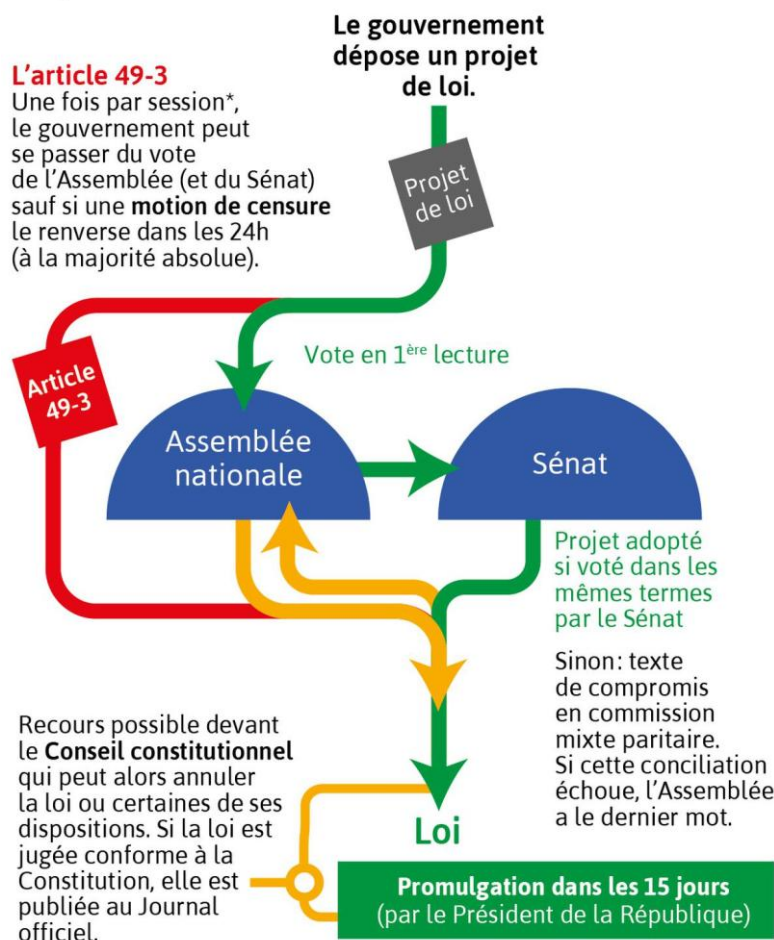 Le gouvernement
dépose un projet
de loi.
L'article 49-3
Une fois par session*,
le gouvernement peut
se passer du vote
de l'Assemblée (et du Sénat)
sauf si une motion de censure
le renverse dans les 24h
(à la majorité absolue).
Projet
de loi
Vote en 1ère lecture
Article
49-3
Assemblée
nationale
Sénat
Projet adopté
si voté dans les
mêmes termes
par le Sénat
Sinon: texte
de compromis
en commission
mixte paritaire.
Si cette conciliation
échoue, l'Assemblée
a le dernier mot.
Recours possible devant
le Conseil constitutionnel
qui peut alors annuler
la loi ou certaines de ses
dispositions. Si la loi est
jugée conforme à la
Constitution, elle est
publiée au Journal
officiel.
Loi
Promulgation dans les 15 jours
(par le Président de la République)